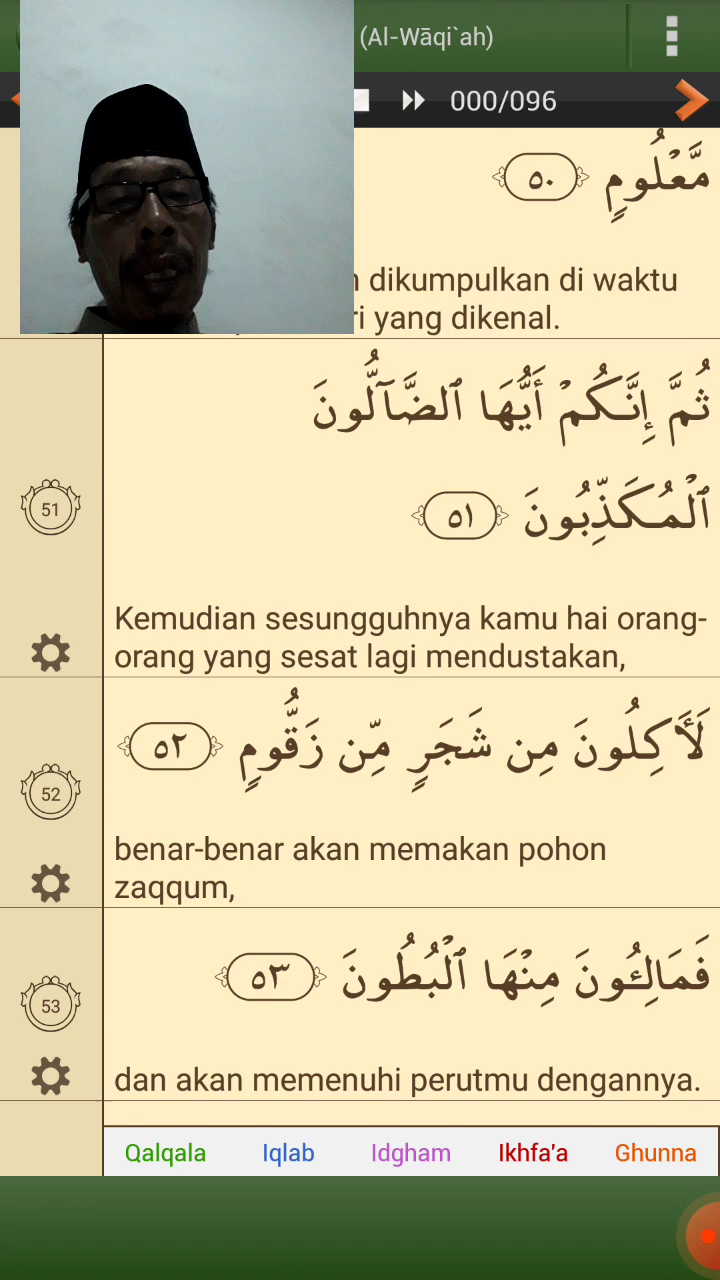 (Al-Wāqi`ah)
000/096
مَّعْلُومٍ ٥٠
dikumpulkan di waktu
yang dikenal.
ثُمَّ إِنَّكُمْ أَيُّهَا ٱلضَّآلُّونَ
51
ٱلْمُكَذِّبُونَ ٥١
Kemudian sesungguhnya kamu hai orang-
orang yang sesat lagi mendustakan,
لَءَاكِلُونَ مِن شَجَرٍ مِّن زَقُّومٍ ٥٢
52
benar-benar akan memakan pohon
zaqqum,
فَمَالِـُٔونَ مِنْهَا ٱلْبُطُونَ ٥٣
53
dan akan memenuhi perutmu dengannya.
Qalqala Iqlab Idgham Ikhfa'a Ghunna